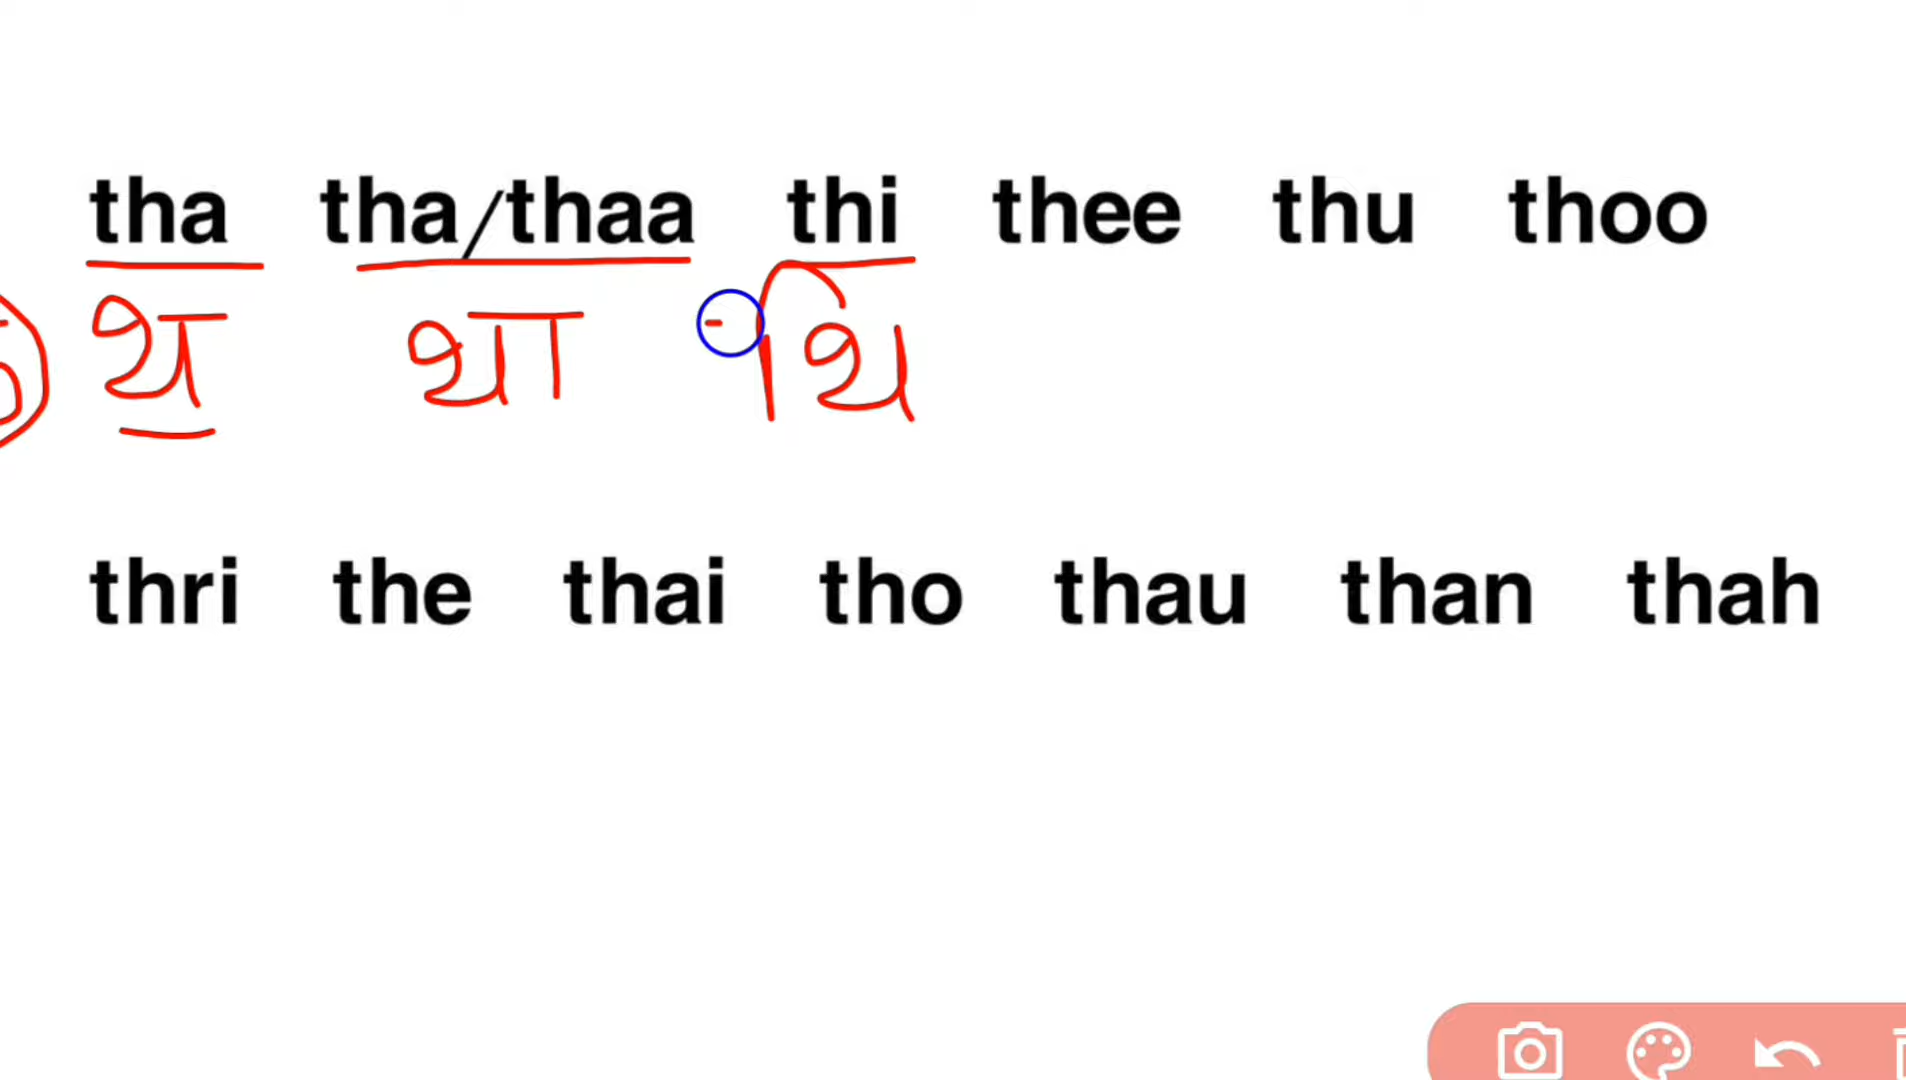 tha tha/thaa thi thee thu thoo
थ था थि
thri the thai tho thau than thah